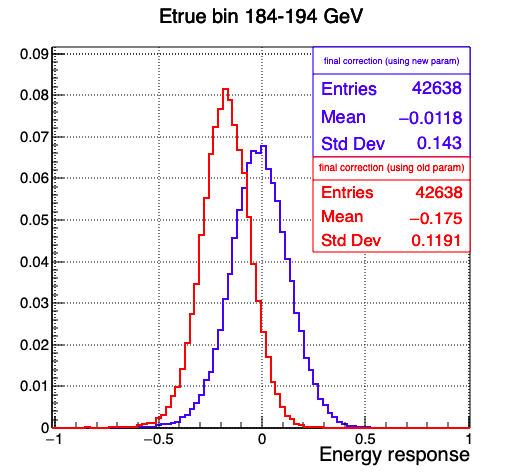 Etrue bin 184-194 GeV
final correction (using new param)
Entries 42638
Mean −0.0118
Std Dev 0.143
final correction (using old param)
Entries 42638
Mean −0.175
Std Dev 0.1191
0.09
0.08
0.07
0.06
0.05
0.04
0.03
0.02
0.01
0
−1 −0.5 0 0.5 1
Energy response